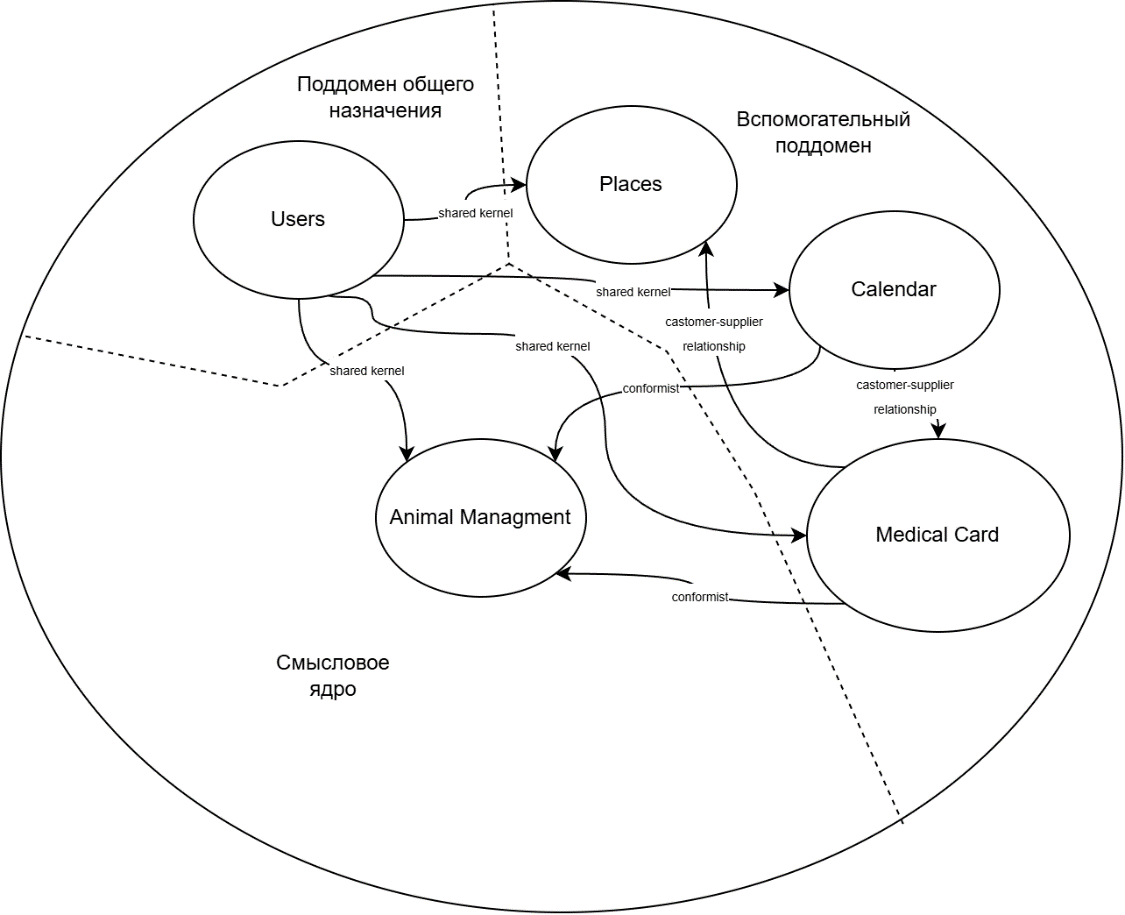 Поддомен общего
назначения
Вспомогательный
поддомен
Places
Users
shared kernel
Calendar
shared kernel
castomer-supplier
relationship
shared kernel
shared kernel
conformist
castomer-supplier
relationship
Animal Managment
Medical Card
conformist
Смысловое
ядро